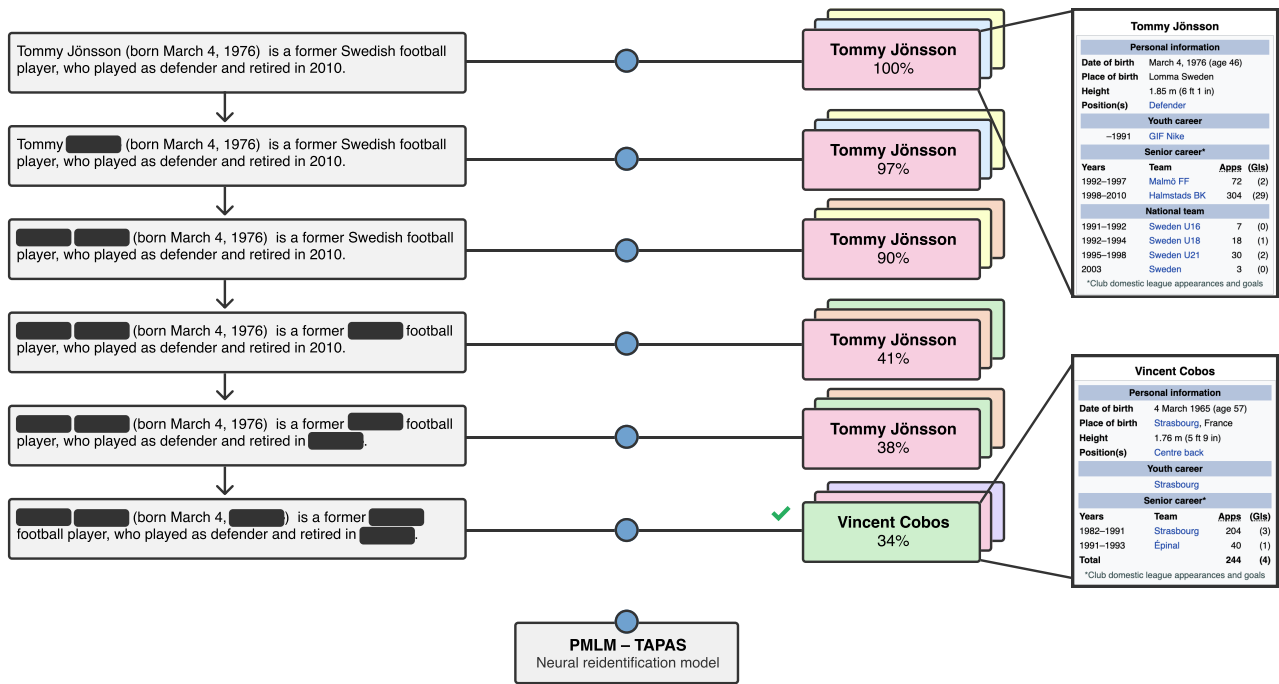 Tommy Jönsson (born March 4, 1976) is a former Swedish football
player, who played as defender and retired in 2010.
Tommy (born March 4, 1976) is a former Swedish football
player, who played as defender and retired in 2010.
(born March 4, 1976) is a former Swedish football
player, who played as defender and retired in 2010.
(born March 4, 1976) is a former football
player, who played as defender and retired in 2010.
(born March 4, 1976) is a former football
player, who played as defender and retired in .
(born March 4, ) is a former
football player, who played as defender and retired in .
Tommy Jönsson
100%
Tommy Jönsson
97%
Tommy Jönsson
90%
Tommy Jönsson
41%
Tommy Jönsson
38%
Vincent Cobos
34%
Tommy Jönsson
Personal information
Date of birth March 4, 1976 (age 46)
Place of birth Lomma Sweden
Height 1.85 m (6 ft 1 in)
Position(s) Defender
Youth career
–1991 GIF Nike
Senior career*
Years Team Apps (Gls)
1992–1997 Malmö FF 72 (2)
1998–2010 Halmstads BK 304 (29)
National team
1991–1992 Sweden U16 7 (0)
1992–1994 Sweden U18 18 (1)
1995–1998 Sweden U21 30 (2)
2003 Sweden 3 (0)
*Club domestic league appearances and goals
Vincent Cobos
Personal information
Date of birth 4 March 1965 (age 57)
Place of birth Strasbourg, France
Height 1.76 m (5 ft 9 in)
Position(s) Centre back
Youth career
Strasbourg
Senior career*
Years Team Apps (Gls)
1982–1991 Strasbourg 204 (3)
1991–1993 Épinal 40 (1)
Total 244 (4)
*Club domestic league appearances and goals
PMLM – TAPAS
Neural reidentification model